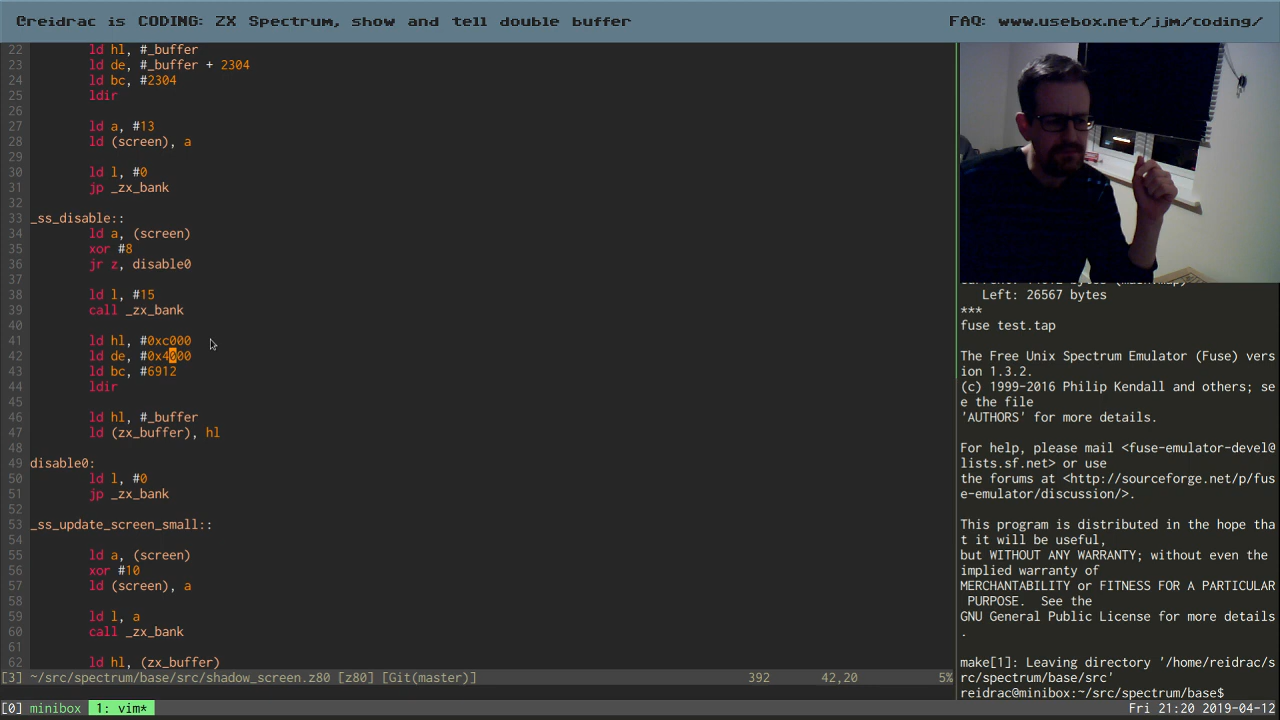 @reidrac is CODING: ZX Spectrum, show and tell double buffer
FAQ: www.usebox.net/jjm/coding/
22 ld hl, #_buffer
23 ld de, #_buffer + 2304
24 ld bc, #2304
25 ldir
26
27 ld a, #13
28 ld (screen), a
29
30 ld l, #0
31 jp _zx_bank
32
33 _ss_disable::
34 ld a, (screen)
35 xor #8
36 jr z, disable0
37
38 ld l, #15
39 call _zx_bank
40
41 ld hl, #0xc000
42 ld de, #0x4000
43 ld bc, #6912
44 ldir
45
46 ld hl, #_buffer
47 ld (zx_buffer), hl
48
49 disable0:
50 ld l, #0
51 jp _zx_bank
52
53 _ss_update_screen_small::
54
55 ld a, (screen)
56 xor #10
57 ld (screen), a
58
59 ld l, a
60 call _zx_bank
61
62 ld hl, (zx_buffer)
[3] ~/src/spectrum/base/src/shadow_screen.z80 [z80] [Git(master)] 392 42,20 5%
Left: 26567 bytes
***
fuse test.tap
The Free Unix Spectrum Emulator (Fuse) vers
ion 1.3.2.
(c) 1999-2016 Philip Kendall and others; se
e the file
'AUTHORS' for more details.
For help, please mail <fuse-emulator-devel@
lists.sf.net> or use
the forums at <http://sourceforge.net/p/fus
e-emulator/discussion/>.
This program is distributed in the hope tha
t it will be useful,
but WITHOUT ANY WARRANTY; without even the
implied warranty of
MERCHANTABILITY or FITNESS FOR A PARTICULAR
PURPOSE. See the
GNU General Public License for more details
.
make[1]: Leaving directory '/home/reidrac/s
rc/spectrum/base/src'
reidrac@minibox:~/src/spectrum/base$
[0] minibox 1: vim* Fri 21:20 2019-04-12